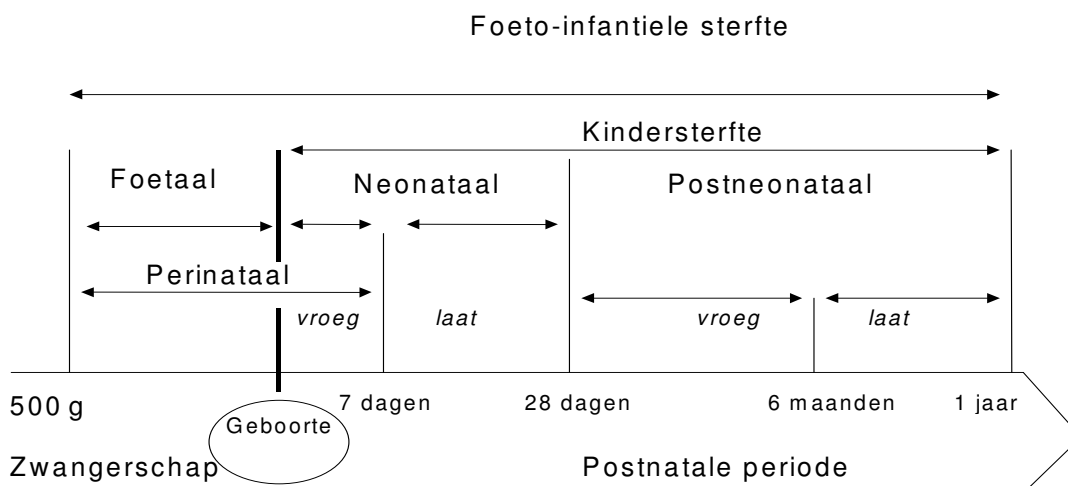 Foeto-infantiele sterfte
Kindersterfte
Foetaal Neonataal Postneonataal
Perinataal
vroeg laat vroeg laat
500 g 7 dagen 28 dagen 6 maanden 1 jaar
Geboorte
Zwangerschap Postnatale periode